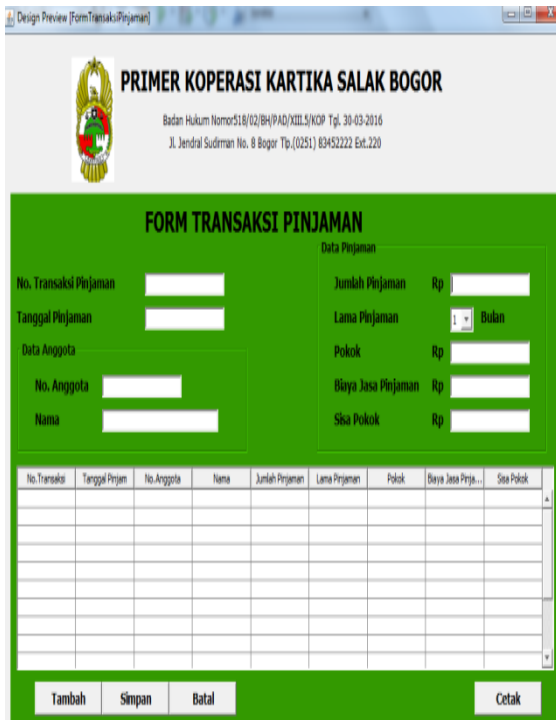 Design Preview [FormTransaksiPinjaman]
PRIMER KOPERASI KARTIKA SALAK BOGOR
Badan Hukum Nomor518/02/BH/PAD/XIII.5/KOP Tgl. 30-03-2016
Jl. Jendral Sudirman No. 8 Bogor Tlp.(0251) 83452222 Ext.220
FORM TRANSAKSI PINJAMAN
No. Transaksi Pinjaman
Tanggal Pinjaman
Data Anggota
No. Anggota
Nama
Data Pinjaman
Jumlah Pinjaman Rp
Lama Pinjaman 1 Bulan
Pokok Rp
Biaya Jasa Pinjaman Rp
Sisa Pokok Rp
No.Transaksi Tanggal Pinjam No.Anggota Nama Jumlah Pinjaman Lama Pinjaman Pokok Biaya Jasa Pinja... Sisa Pokok
Tambah Simpan Batal Cetak